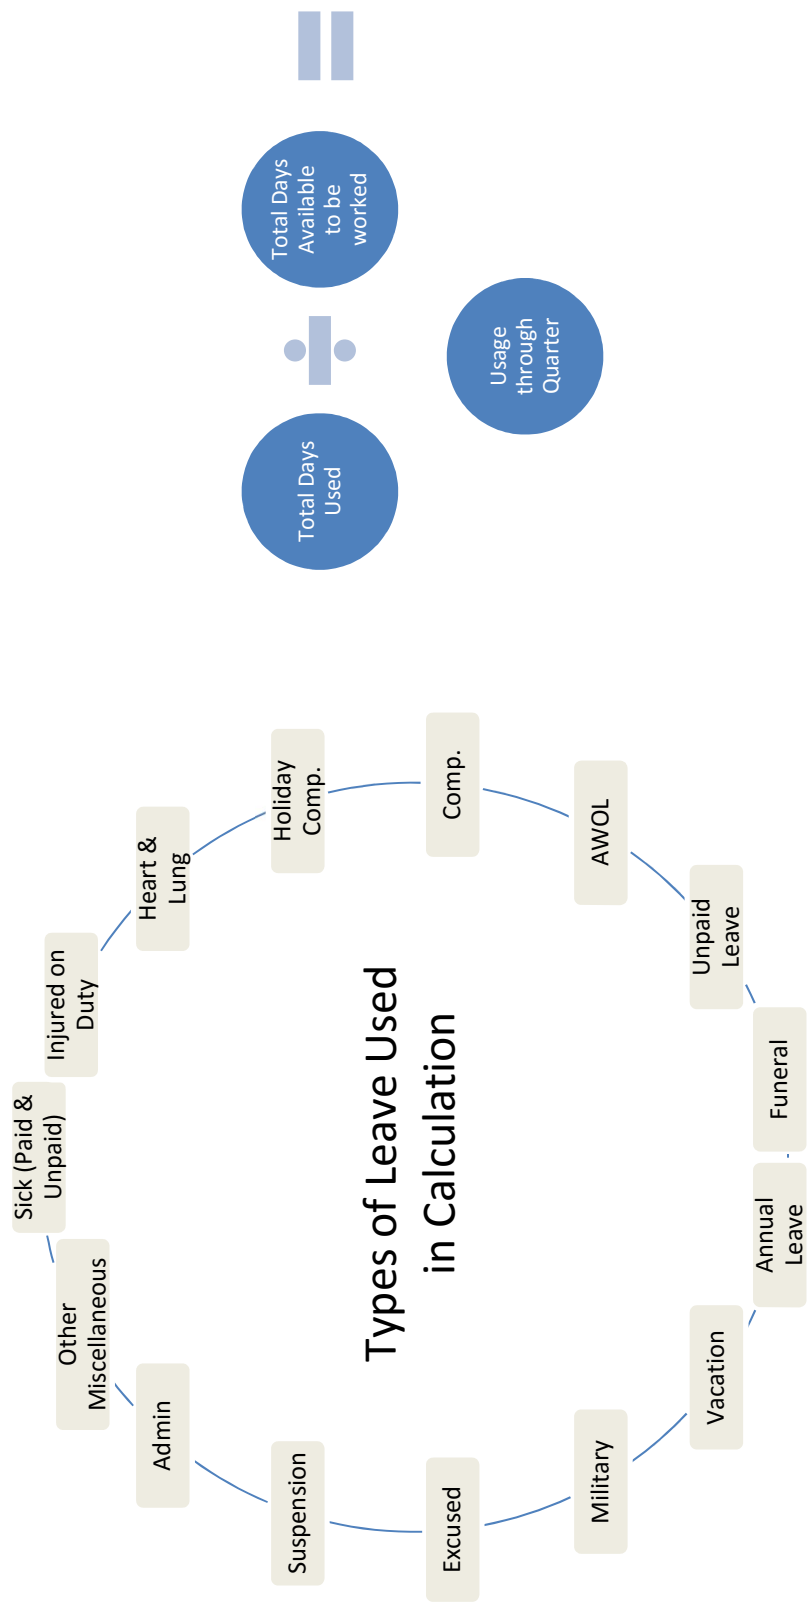 Types of Leave Used
in Calculation
Sick (Paid &
Unpaid)
Injured on
Duty
Heart &
Lung
Holiday
Comp.
Comp.
AWOL
Unpaid
Leave
Funeral
Annual
Leave
Vacation
Military
Excused
Suspension
Admin
Other
Miscellaneous
Total Days
Used
÷
Total Days
Available
to be
worked
=
Usage
through
Quarter